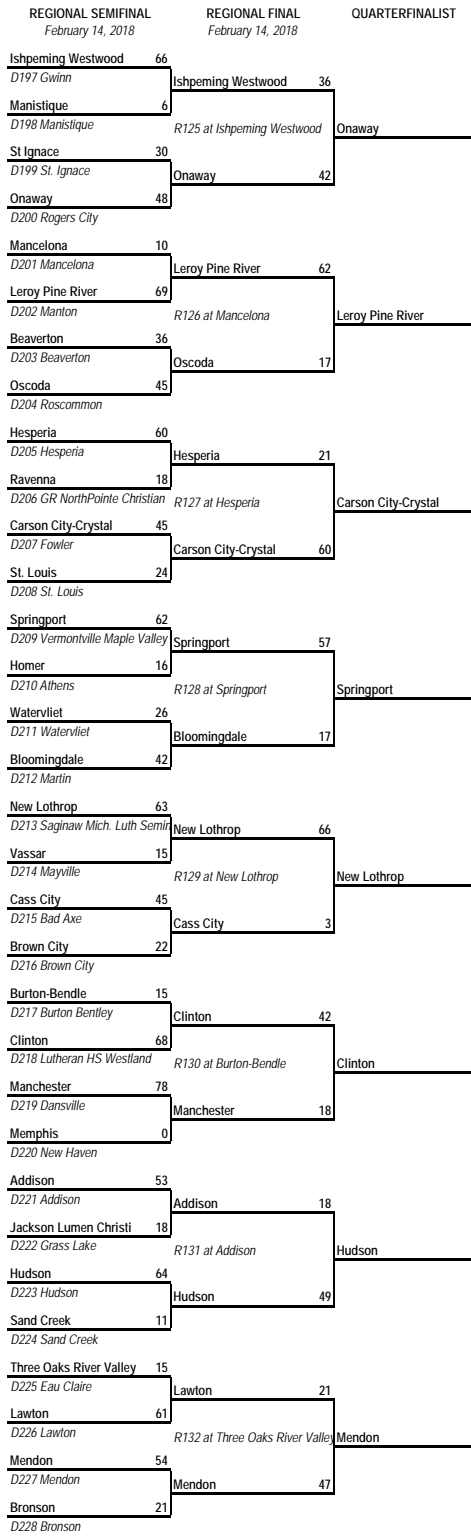 REGIONAL SEMIFINAL REGIONAL FINAL QUARTERFINALIST
February 14, 2018 February 14, 2018
Ishpeming Westwood 66
D197 Gwinn
Ishpeming Westwood 36
Manistique 6
D198 Manistique
R125 at Ishpeming Westwood
Onaway
St Ignace 30
D199 St. Ignace
Onaway 42
Onaway 48
D200 Rogers City
Mancelona 10
D201 Mancelona
Leroy Pine River 62
Leroy Pine River 69
D202 Manton
R126 at Mancelona
Leroy Pine River
Beaverton 36
D203 Beaverton
Oscoda 17
Oscoda 45
D204 Roscommon
Hesperia 60
D205 Hesperia
Hesperia 21
Ravenna 18
D206 GR NorthPointe Christian
R127 at Hesperia
Carson City-Crystal
Carson City-Crystal 45
D207 Fowler
Carson City-Crystal 60
St. Louis 24
D208 St. Louis
Springport 62
D209 Vermontville Maple Valley
Springport 57
Homer 16
D210 Athens
R128 at Springport
Springport
Watervliet 26
D211 Watervliet
Bloomingdale 17
Bloomingdale 42
D212 Martin
New Lothrop 63
D213 Saginaw Mich. Luth Semin
New Lothrop 66
Vassar 15
D214 Mayville
R129 at New Lothrop
New Lothrop
Cass City 45
D215 Bad Axe
Cass City 3
Brown City 22
D216 Brown City
Burton-Bendle 15
D217 Burton Bentley
Clinton 42
Clinton 68
D218 Lutheran HS Westland
R130 at Burton-Bendle
Clinton
Manchester 78
D219 Dansville
Manchester 18
Memphis 0
D220 New Haven
Addison 53
D221 Addison
Addison 18
Jackson Lumen Christi 18
D222 Grass Lake
R131 at Addison
Hudson
Hudson 64
D223 Hudson
Hudson 49
Sand Creek 11
D224 Sand Creek
Three Oaks River Valley 15
D225 Eau Claire
Lawton 21
Lawton 61
D226 Lawton
R132 at Three Oaks River Valley
Mendon
Mendon 54
D227 Mendon
Mendon 47
Bronson 21
D228 Bronson